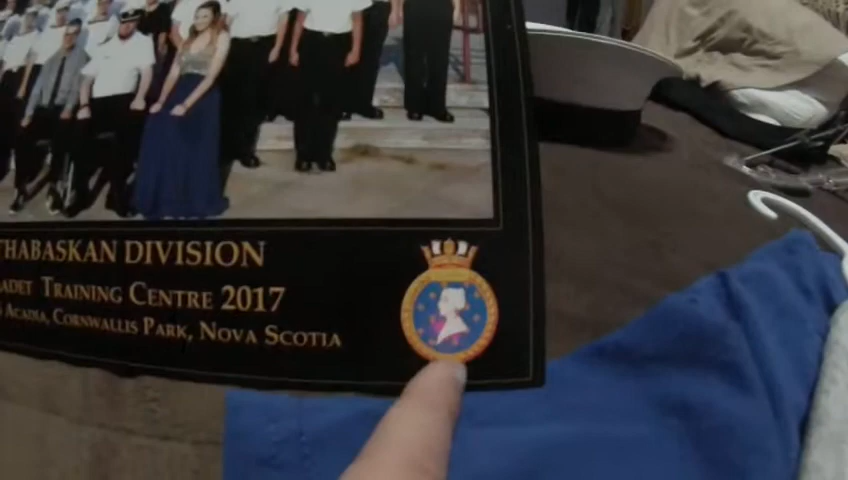 THABASKAN DIVISION
ADET TRAINING CENTRE 2017
ACADIA, CORNWALLIS PARK, NOVA SCOTIA